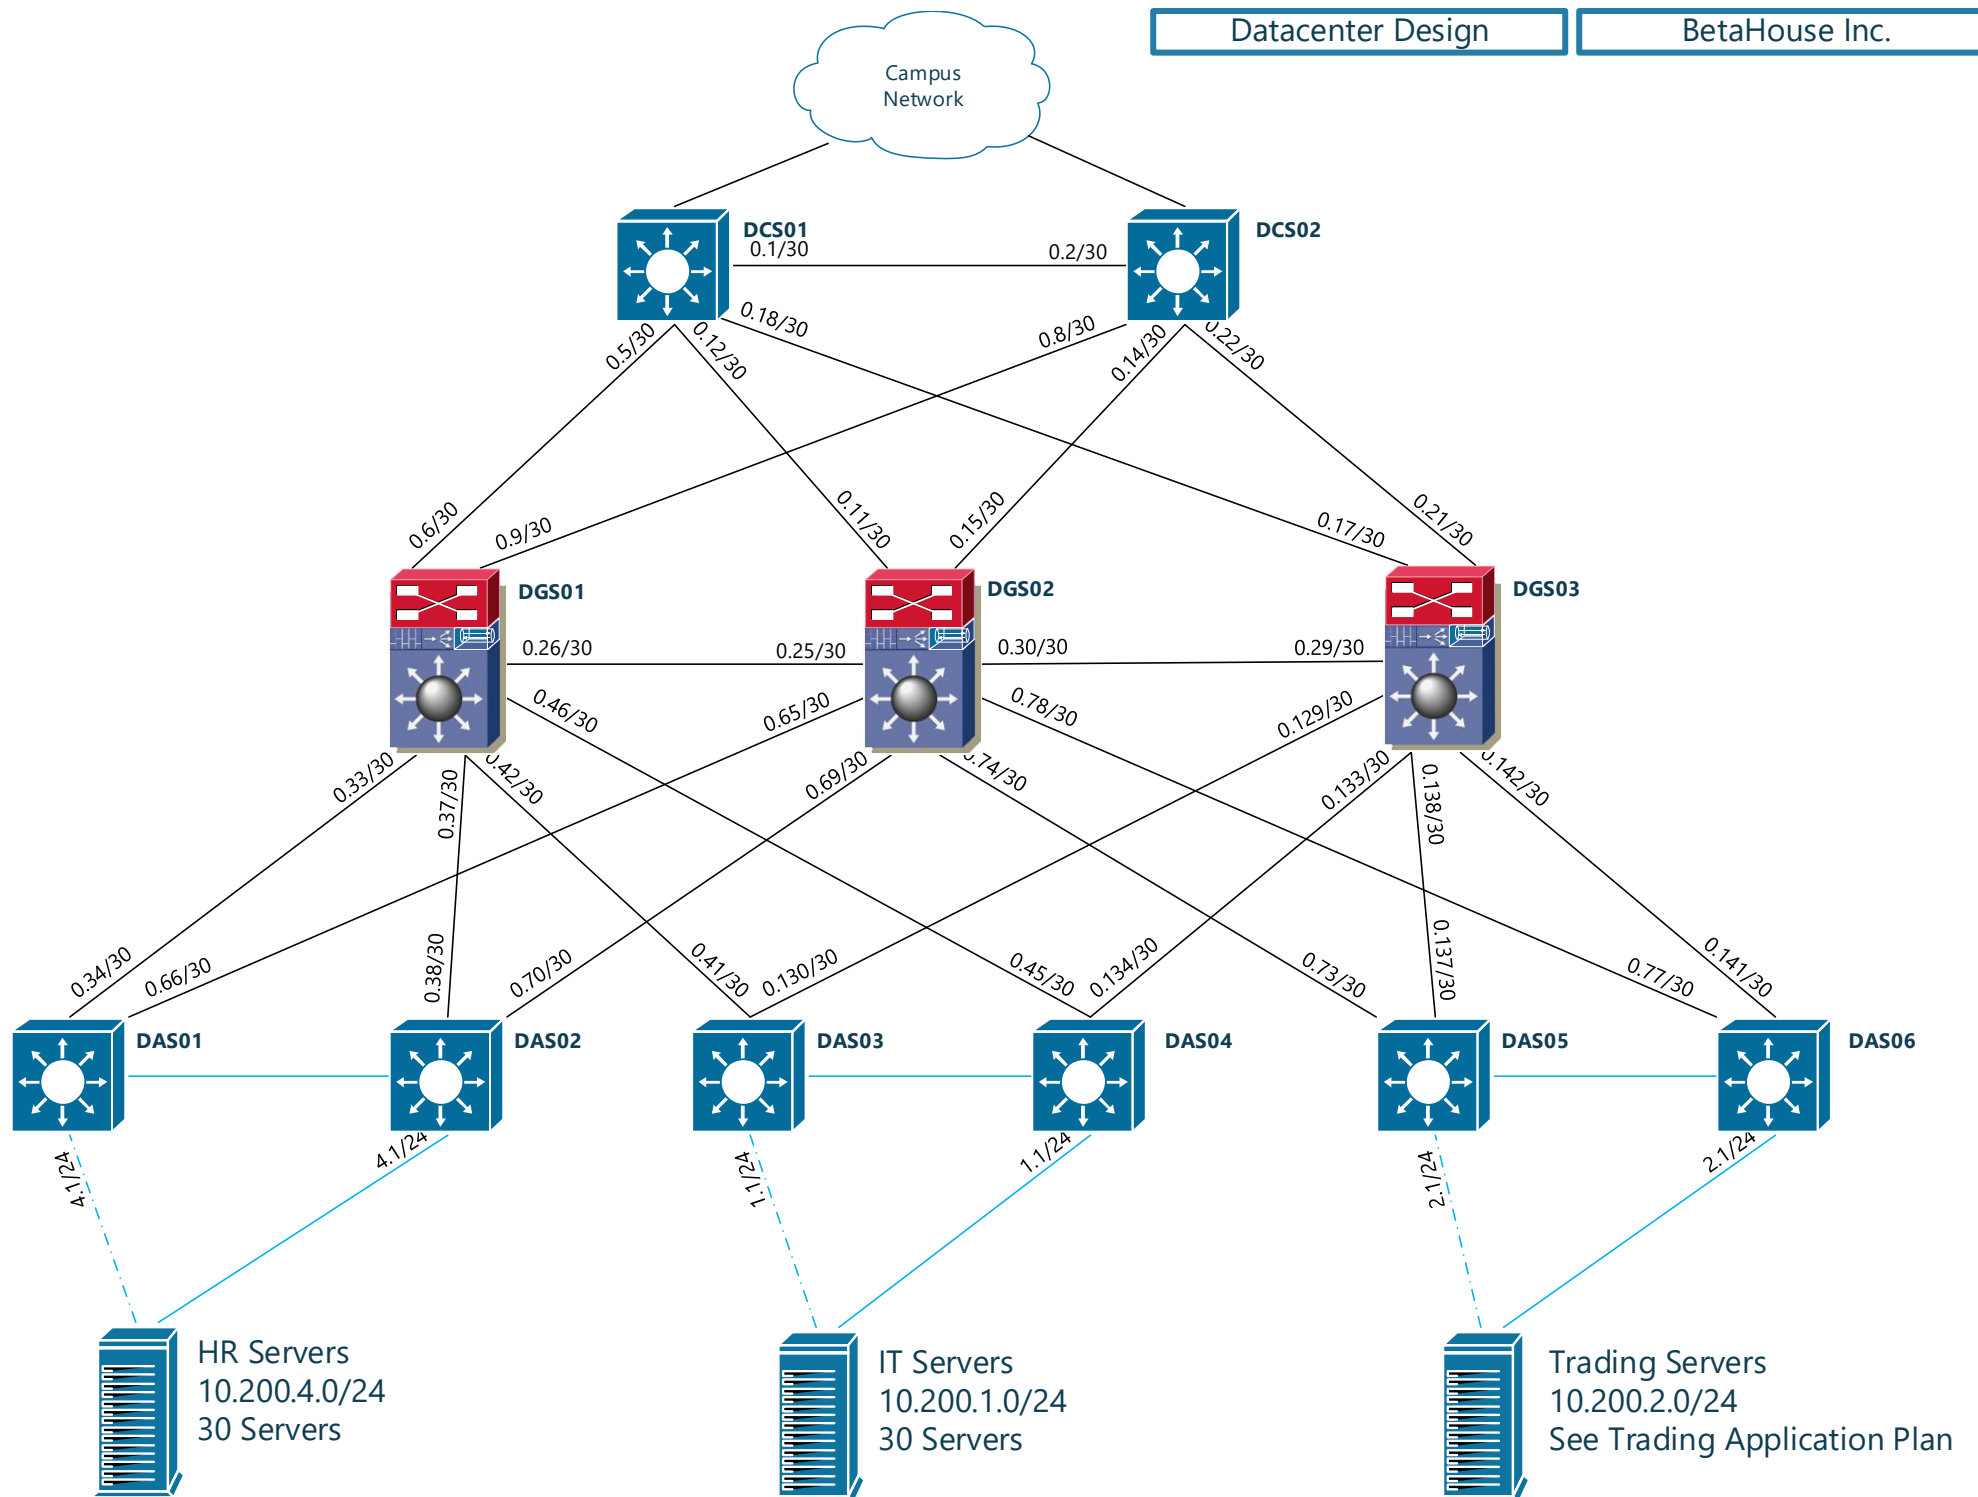 Datacenter Design
BetaHouse Inc.
Campus
Network
DCS01
DCS02
0.1/30
0.2/30
0.5/30
0.12/30
0.18/30
0.8/30
0.14/30
0.22/30
0.6/30
0.9/30
0.11/30
0.15/30
0.17/30
0.21/30
DGS01
DGS02
DGS03
0.26/30
0.25/30
0.30/30
0.29/30
0.46/30
0.65/30
0.78/30
0.129/30
0.33/30
0.37/30
0.42/30
0.69/30
0.74/30
0.133/30
0.138/30
0.142/30
0.34/30
0.66/30
0.38/30
0.70/30
0.41/30
0.130/30
0.45/30
0.134/30
0.73/30
0.137/30
0.77/30
0.141/30
DAS01
DAS02
DAS03
DAS04
DAS05
DAS06
4.1/24
4.1/24
1.1/24
1.1/24
2.1/24
2.1/24
HR Servers
10.200.4.0/24
30 Servers
IT Servers
10.200.1.0/24
30 Servers
Trading Servers
10.200.2.0/24
See Trading Application Plan